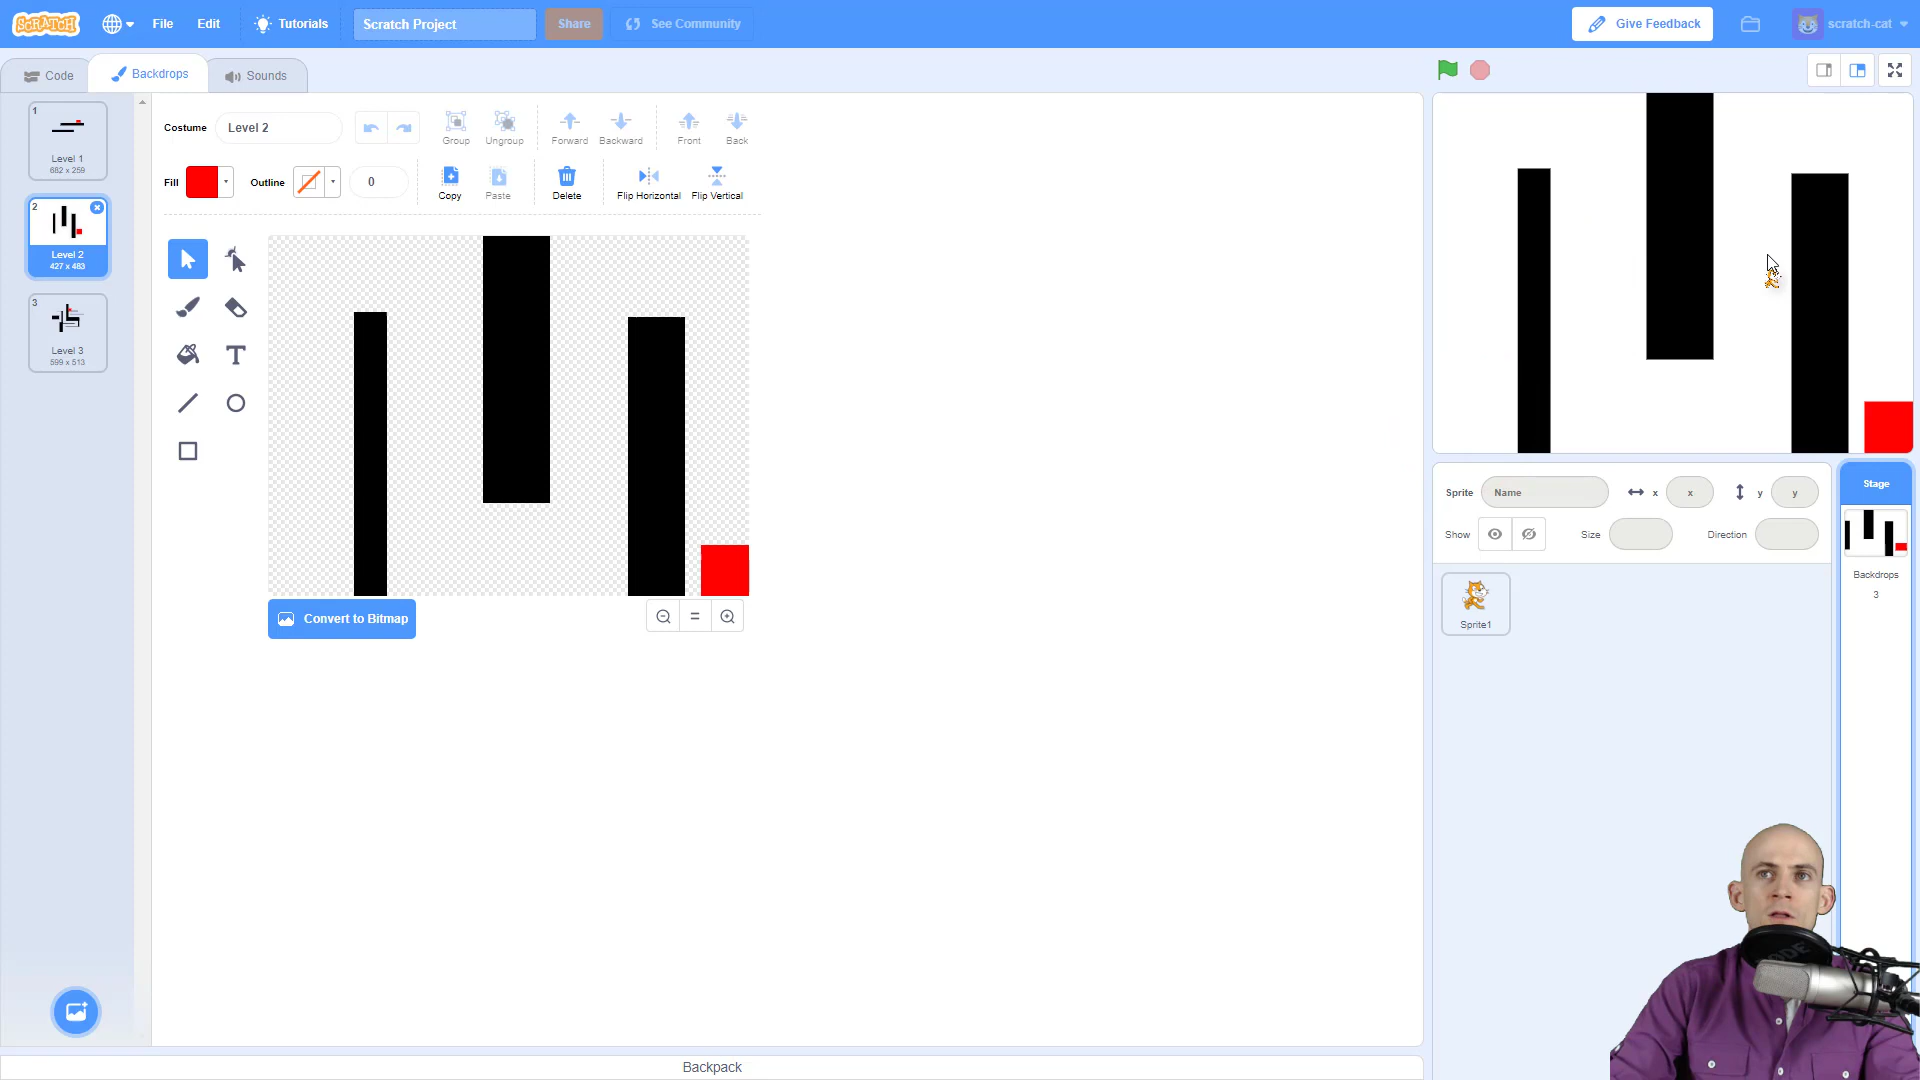 SCRATCH File Edit Tutorials Scratch Project Share See Community Give Feedback scratch-cat
Code Backdrops Sounds
1
Level 1
682 x 259
2
Level 2
427 x 483
3
Level 3
599 x 513
Costume Level 2 Group Ungroup Forward Backward Front Back
Fill Outline 0 Copy Paste Delete Flip Horizontal Flip Vertical
T
Convert to Bitmap
=
Sprite Name x x y y
Show Size Direction
Sprite1
Stage
Backdrops
3
Backpack